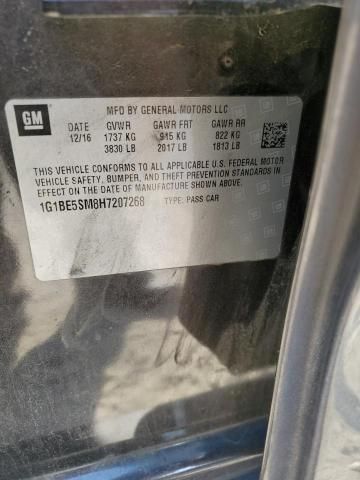 GM
MFD BY GENERAL MOTORS LLC
DATE GVWR GAWR FRT GAWR RR
12/16 1737 KG 915 KG 822 KG
3830 LB 2017 LB 1813 LB
THIS VEHICLE CONFORMS TO ALL APPLICABLE U.S. FEDERAL MOTOR
VEHICLE SAFETY, BUMPER, AND THEFT PREVENTION STANDARDS
IN EFFECT ON THE DATE OF MANUFACTURE SHOWN ABOVE.
1G1BE5SM8H7207268 TYPE: PASS CAR